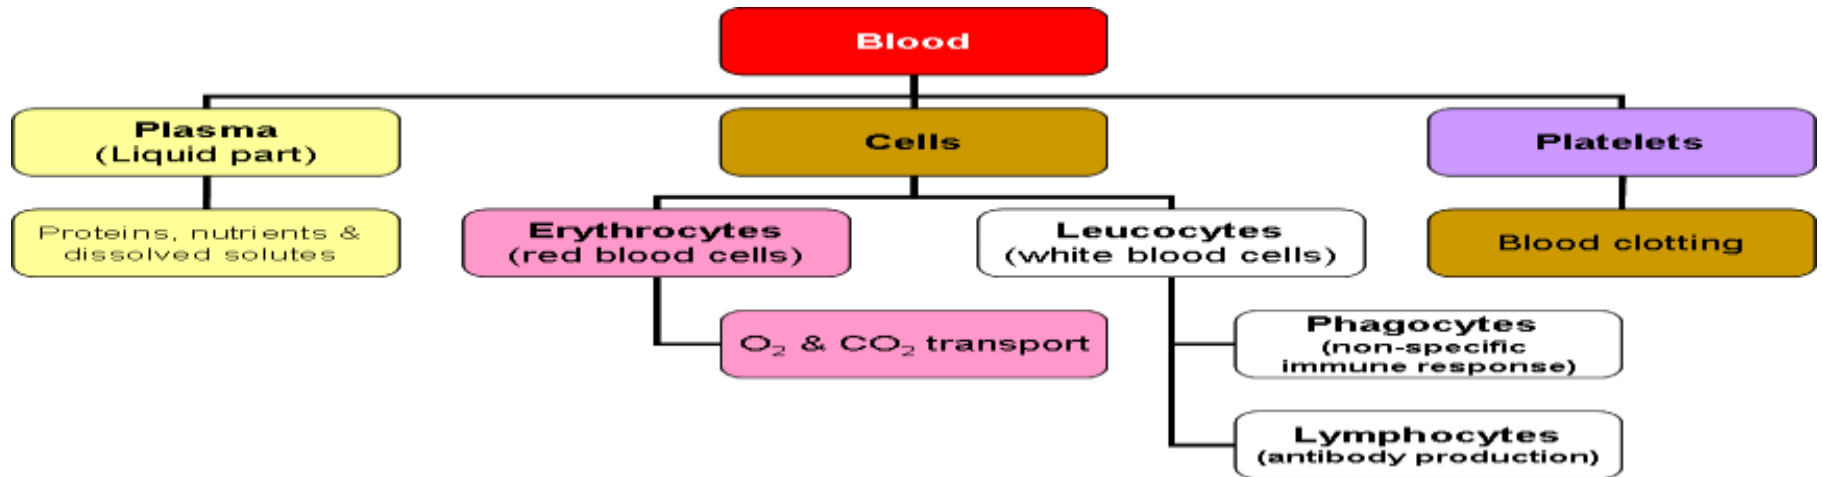 Blood
Plasma
(Liquid part)
Cells
Platelets
Proteins, nutrients &
dissolved solutes
Erythrocytes
(red blood cells)
Leucocytes
(white blood cells)
Blood clotting
O₂ & CO₂ transport
Phagocytes
(non-specific
immune response)
Lymphocytes
(antibody production)